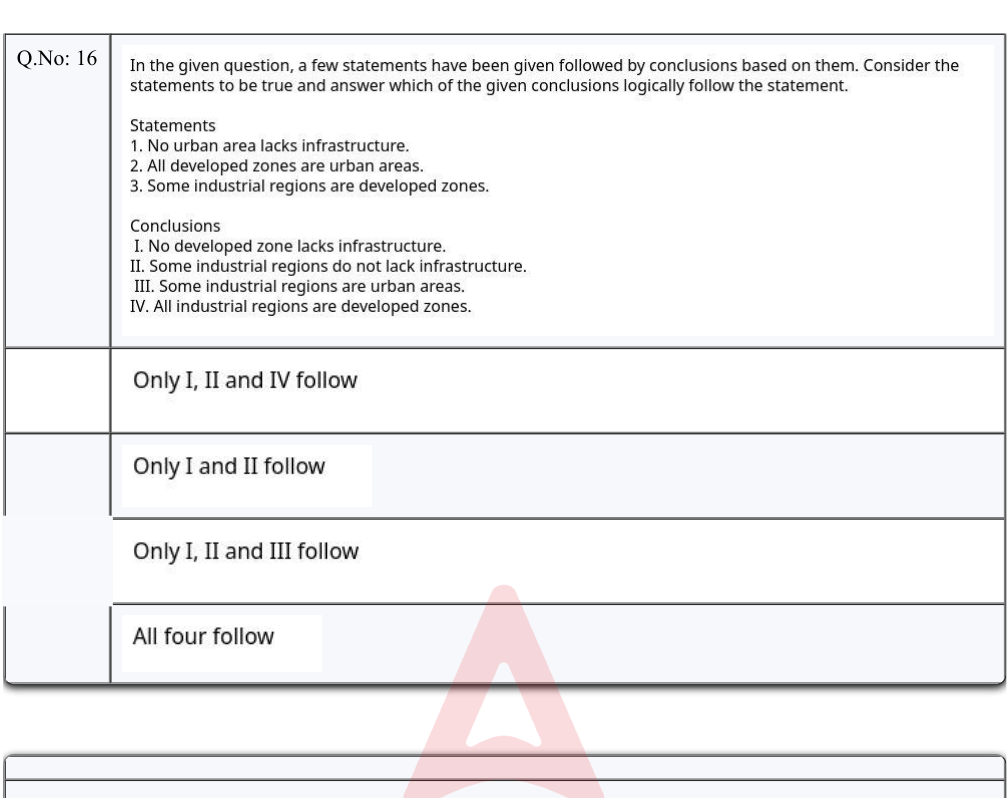 Q.No: 16
In the given question, a few statements have been given followed by conclusions based on them. Consider the
statements to be true and answer which of the given conclusions logically follow the statement.
Statements
1. No urban area lacks infrastructure.
2. All developed zones are urban areas.
3. Some industrial regions are developed zones.
Conclusions
I. No developed zone lacks infrastructure.
II. Some industrial regions do not lack infrastructure.
III. Some industrial regions are urban areas.
IV. All industrial regions are developed zones.
Only I, II and IV follow
Only I and II follow
Only I, II and III follow
All four follow